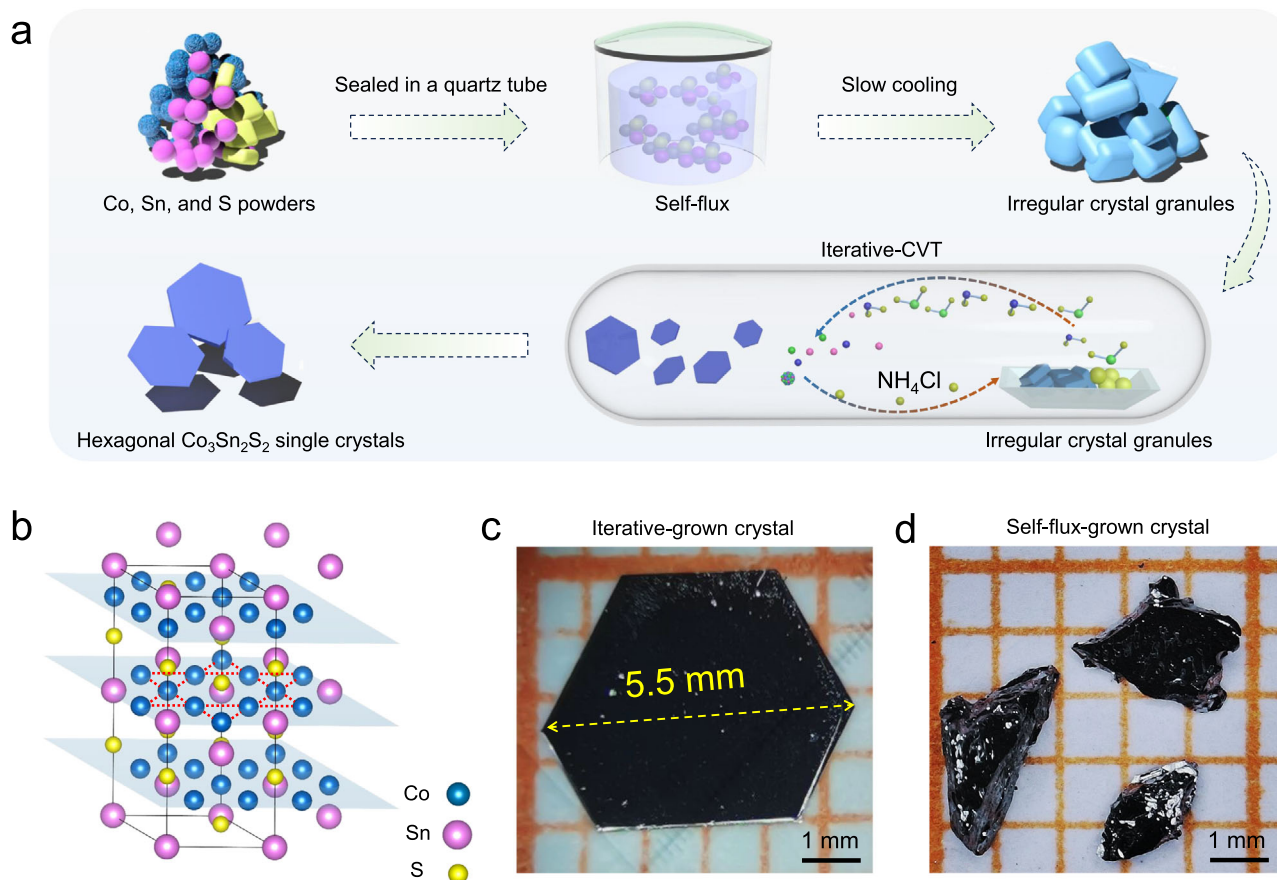 a
Sealed in a quartz tube
Slow cooling
Co, Sn, and S powders
Self-flux
Irregular crystal granules
Iterative-CVT
NH₄Cl
Hexagonal Co₃Sn₂S₂ single crystals
Irregular crystal granules
b
Co
Sn
S
c
Iterative-grown crystal
5.5 mm
1 mm
d
Self-flux-grown crystal
1 mm